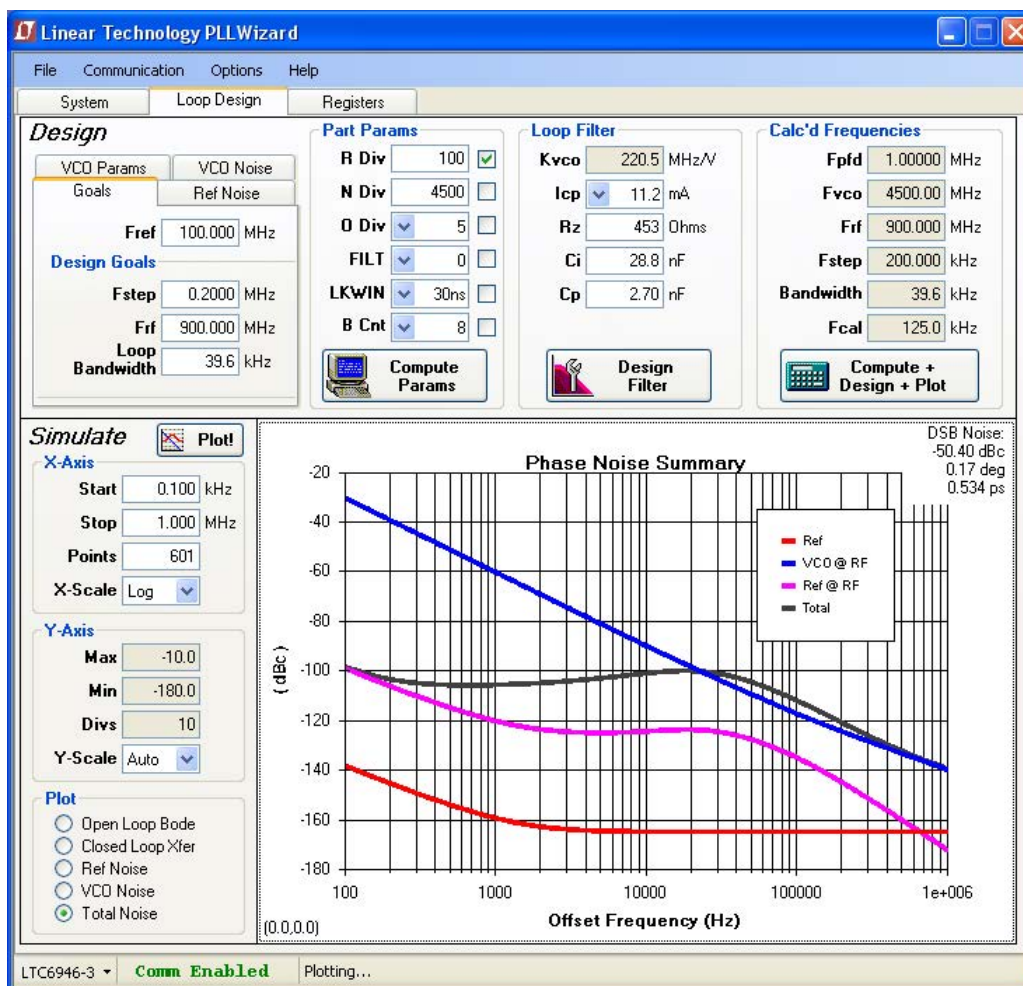 Linear Technology PLLWizard
File Communication Options Help
System Loop Design Registers
Design
VCO Params VCO Noise
Goals Ref Noise
Fref 100.000 MHz
Design Goals
Fstep 0.2000 MHz
Frf 900.000 MHz
Loop Bandwidth 39.6 kHz
Part Params
R Div 100
N Div 4500
O Div 5
FILT 0
LKWIN 30ns
B Cnt 8
Compute Params
Loop Filter
Kvco 220.5 MHz/V
Icp 11.2 mA
Rz 453 Ohms
Ci 28.8 nF
Cp 2.70 nF
Design Filter
Calc'd Frequencies
Fpfd 1.00000 MHz
Fvco 4500.00 MHz
Frf 900.000 MHz
Fstep 200.000 kHz
Bandwidth 39.6 kHz
Fcal 125.0 kHz
Compute + Design + Plot
Simulate Plot!
X-Axis
Start 0.100 kHz
Stop 1.000 MHz
Points 601
X-Scale Log
Y-Axis
Max -10.0
Min -180.0
Divs 10
Y-Scale Auto
Plot
Open Loop Bode
Closed Loop Xfer
Ref Noise
VCO Noise
Total Noise
DSB Noise:
-50.40 dBc
0.17 deg
0.534 ps
Phase Noise Summary
-20
-40
-60
-80
-100
-120
-140
-160
-180
(dBc)
Ref
VCO @ RF
Ref @ RF
Total
100 1000 10000 100000 1e+006
Offset Frequency (Hz)
(0.0,0.0)
LTC6946-3 Comm Enabled Plotting...